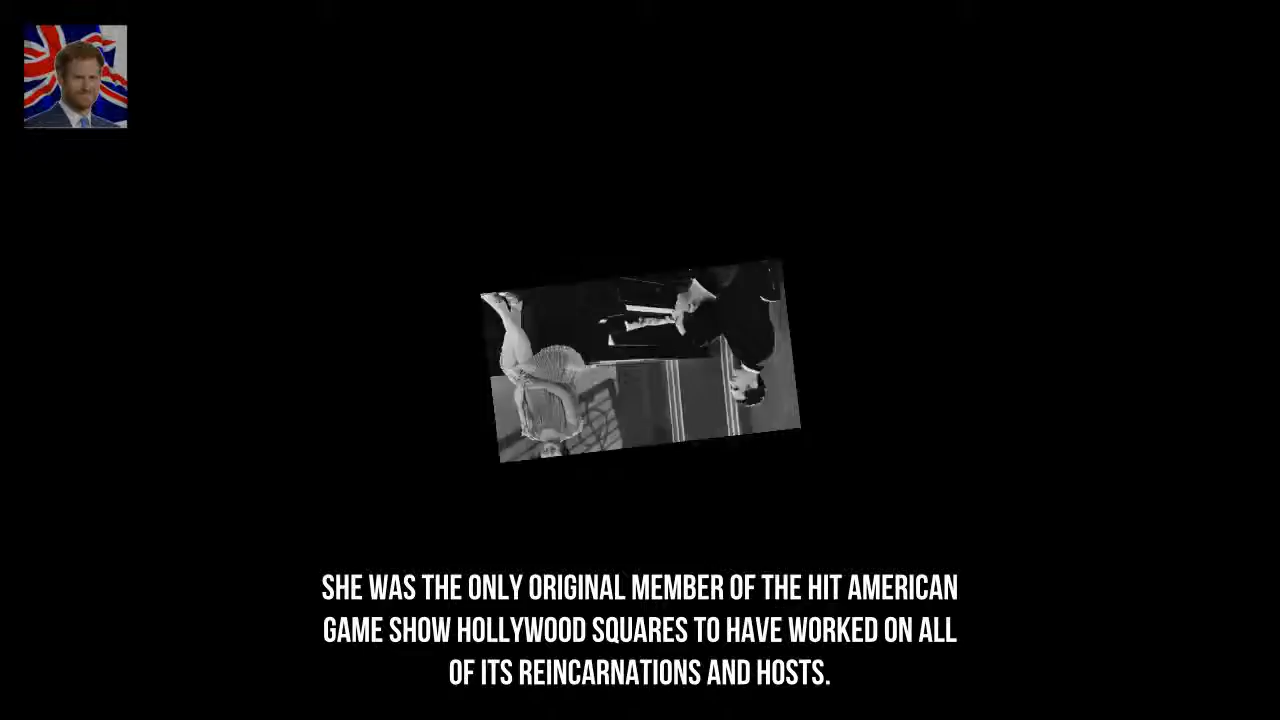 SHE WAS THE ONLY ORIGINAL MEMBER OF THE HIT AMERICAN
GAME SHOW HOLLYWOOD SQUARES TO HAVE WORKED ON ALL
OF ITS REINCARNATIONS AND HOSTS.